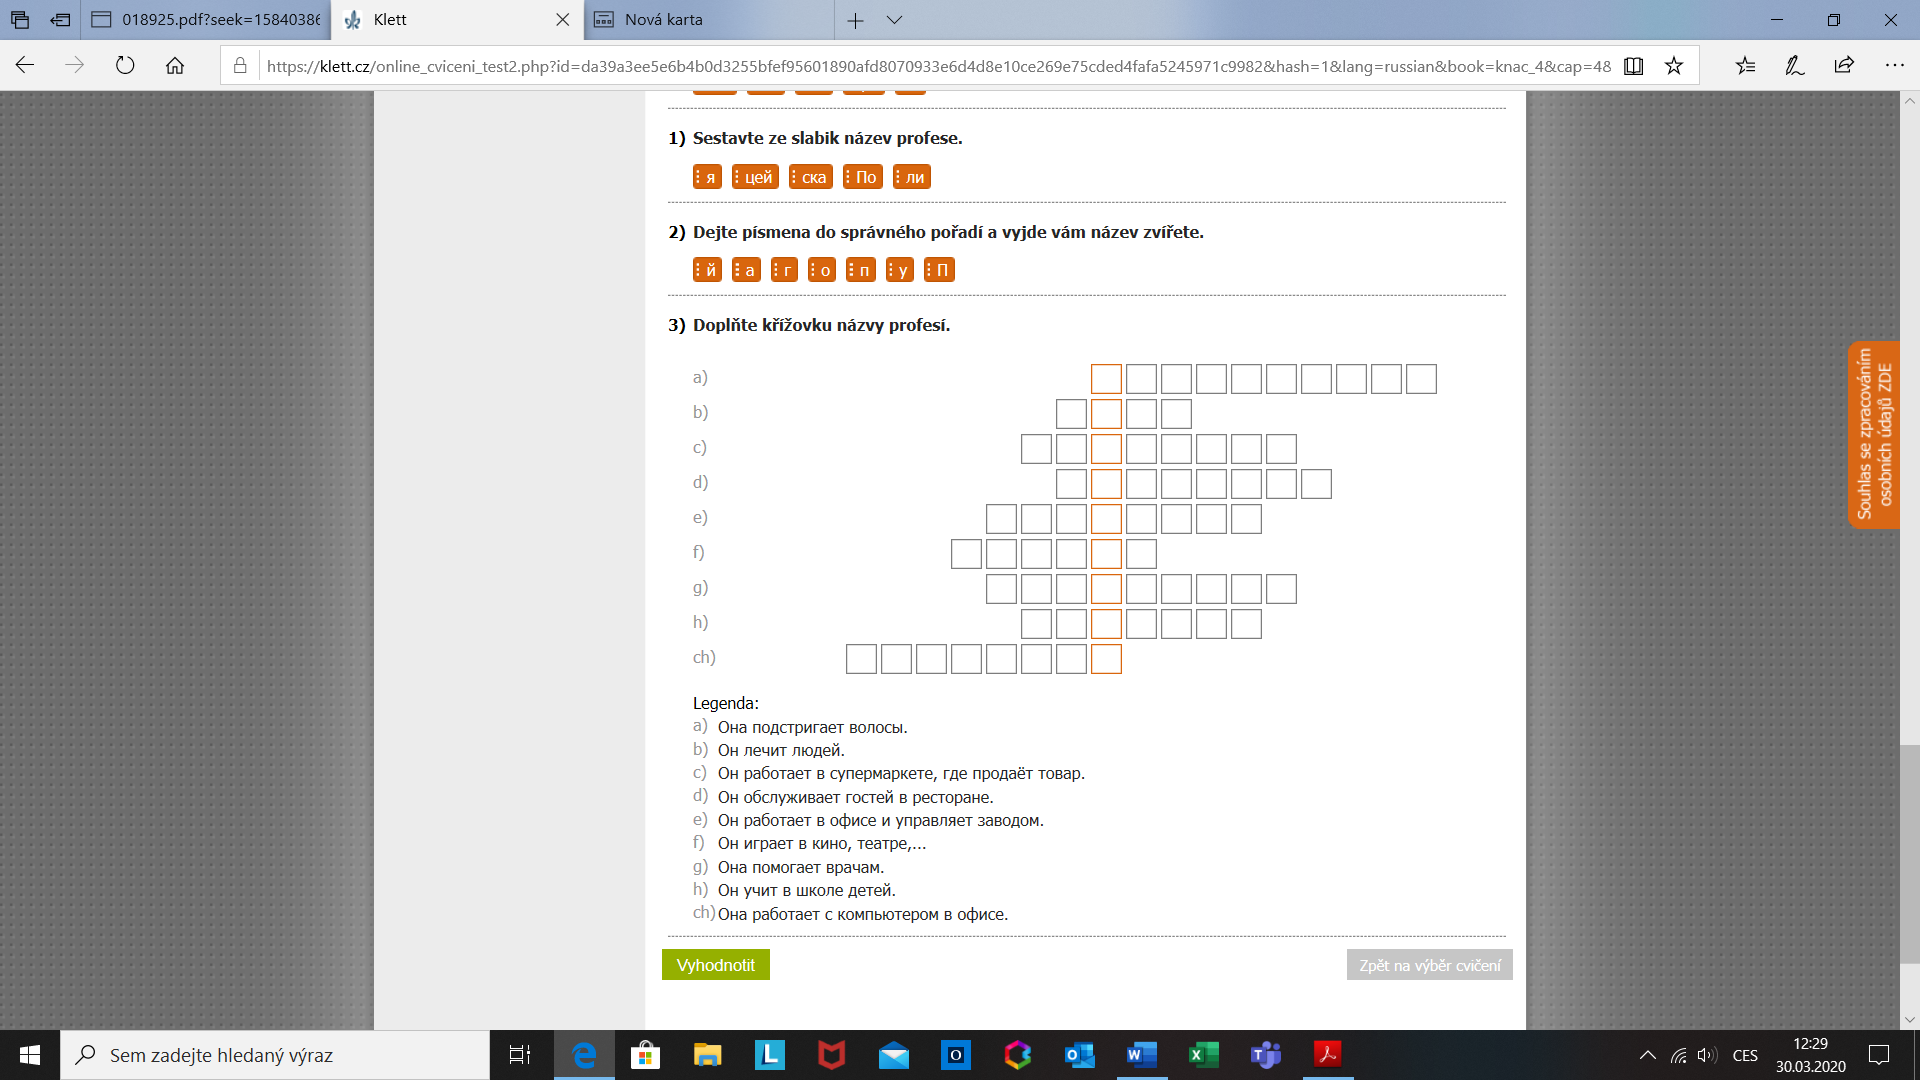 018925.pdf?seek=15840386
Klett
Nová karta
https://klett.cz/online_cviceni_test2.php?id=da39a3ee5e6b4b0d3255bfef95601890afd8070933e6d4d8e10ce269e75cded4fafa5245971c9982&hash=1&lang=russian&book=knac_4&cap=48
1) Sestavte ze slabik název profese.
я цей ска По ли
2) Dejte písmena do správného pořadí a vyjde vám název zvířete.
й а г о п у П
3) Doplňte křížovku názvy profesí.
a)
b)
c)
d)
e)
f)
g)
h)
ch)
Souhlas se zpracováním
osobních údajů ZDE
Legenda:
a) Она подстригает волосы.
b) Он лечит людей.
c) Он работает в супермаркете, где продаёт товар.
d) Он обслуживает гостей в ресторане.
e) Он работает в офисе и управляет заводом.
f) Он играет в кино, театре,...
g) Она помогает врачам.
h) Он учит в школе детей.
ch) Она работает с компьютером в офисе.
Vyhodnotit
Zpět na výběr cvičení
Sem zadejte hledaný výraz
CES
12:29
30.03.2020